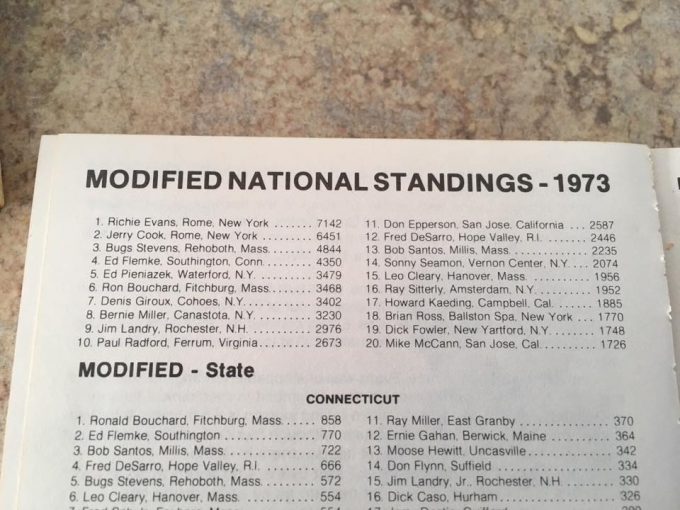 MODIFIED NATIONAL STANDINGS - 1973
1. Richie Evans, Rome, New York ........ 7142
2. Jerry Cook, Rome, New York ........ 6451
3. Bugs Stevens, Rehoboth, Mass. ...... 4844
4. Ed Flemke, Southington, Conn. ...... 4350
5. Ed Pieniazek, Waterford, N.Y. ....... 3479
6. Ron Bouchard, Fitchburg, Mass. ..... 3468
7. Denis Giroux, Cohoes, N.Y. ......... 3402
8. Bernie Miller, Canastota, N.Y. ....... 3230
9. Jim Landry, Rochester, N.H. ........ 2976
10. Paul Radford, Ferrum, Virginia ....... 2673
11. Don Epperson, San Jose, California ... 2587
12. Fred DeSarro, Hope Valley, R.I. ...... 2446
13. Bob Santos, Millis, Mass. ........... 2235
14. Sonny Seamon, Vernon Center, N.Y. ... 2074
15. Leo Cleary, Hanover, Mass. ......... 1956
16. Ray Sitterly, Amsterdam, N.Y. ....... 1952
17. Howard Kaeding, Campbell, Cal. ...... 1885
18. Brian Ross, Ballston Spa, New York ... 1770
19. Dick Fowler, New Yartford, N.Y. ...... 1748
20. Mike McCann, San Jose, Cal. ......... 1726
MODIFIED - State
CONNECTICUT
1. Ronald Bouchard, Fitchburg, Mass. ..... 858
2. Ed Flemke, Southington ............. 770
3. Bob Santos, Millis, Mass. ............ 722
4. Fred DeSarro, Hope Valley, R.I. ....... 666
5. Bugs Stevens, Rehoboth, Mass. ....... 572
6. Leo Cleary, Hanover, Mass. .......... 554
11. Ray Miller, East Granby ............. 370
12. Ernie Gahan, Berwick, Maine ......... 364
13. Moose Hewitt, Uncasville ............ 342
14. Don Flynn, Suffield ................ 334
15. Jim Landry, Jr., Rochester, N.H. ...... 330
16. Dick Caso, Hurham ................. 326